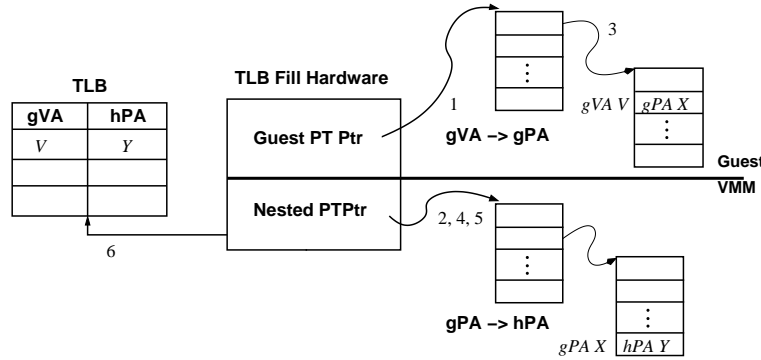 3
TLB
TLB Fill Hardware
gVA hPA
1
gVA V gPA X
V Y
Guest PT Ptr
gVA −> gPA
Guest
VMM
Nested PTPtr
2, 4, 5
6
gPA −> hPA
gPA X hPA Y